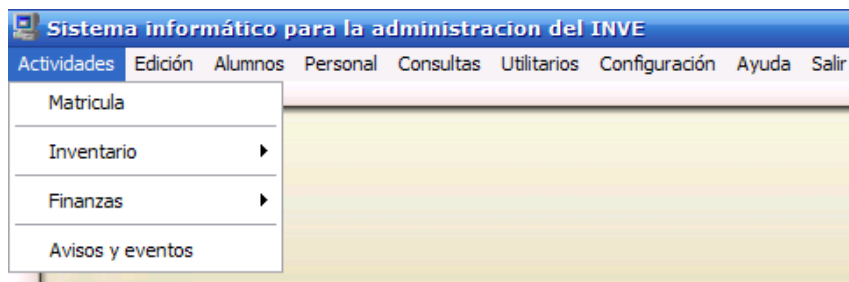 Sistema informático para la administracion del INVE
Actividades Edición Alumnos Personal Consultas Utilitarios Configuración Ayuda Salir
Matricula
Inventario
Finanzas
Avisos y eventos